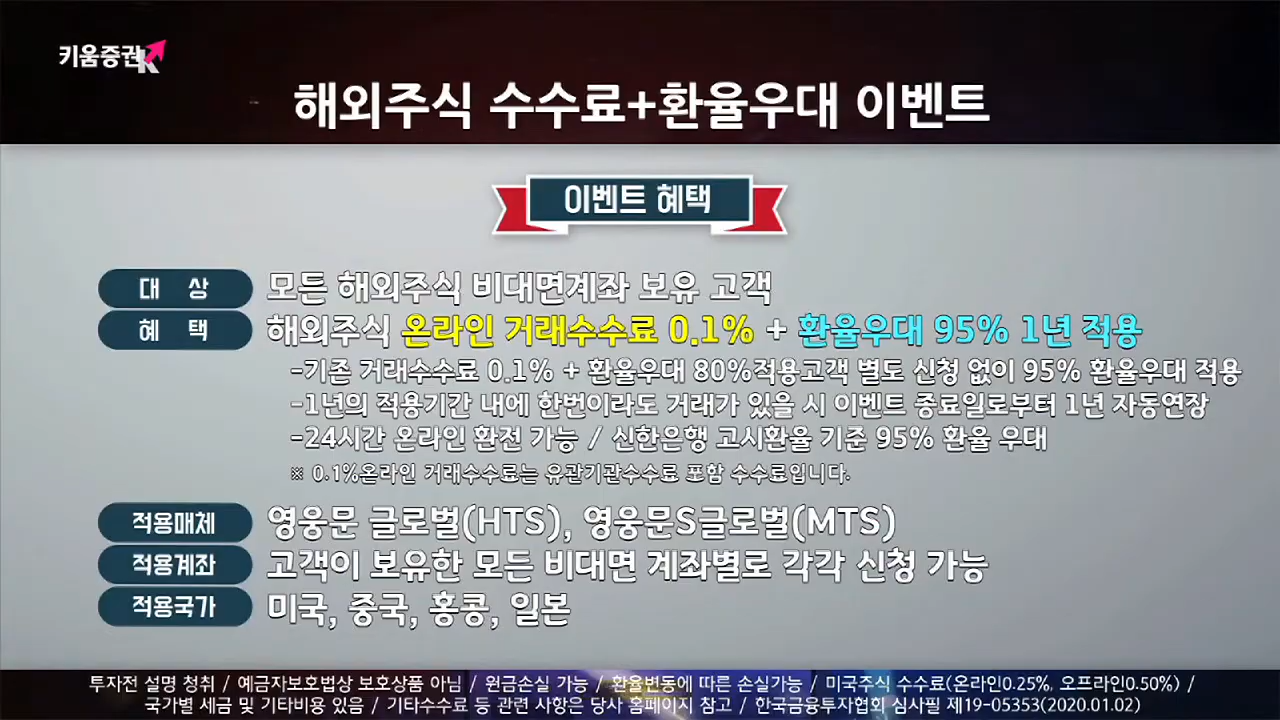 키움증권
해외주식 수수료+환율우대 이벤트
이벤트 혜택
대 상 모든 해외주식 비대면계좌 보유 고객
혜 택 해외주식 온라인 거래수수료 0.1% + 환율우대 95% 1년 적용
-기존 거래수수료 0.1% + 환율우대 80%적용고객 별도 신청 없이 95% 환율우대 적용
-1년의 적용기간 내에 한번이라도 거래가 있을 시 이벤트 종료일로부터 1년 자동연장
-24시간 온라인 환전 가능 / 신한은행 고시환율 기준 95% 환율 우대
※ 0.1%온라인 거래수수료는 유관기관수수료 포함 수수료입니다.
적용매체 영웅문 글로벌(HTS), 영웅문S글로벌(MTS)
적용계좌 고객이 보유한 모든 비대면 계좌별로 각각 신청 가능
적용국가 미국, 중국, 홍콩, 일본
투자전 설명 청취 / 예금자보호법상 보호상품 아님 / 원금손실 가능 / 환율변동에 따른 손실가능 / 미국주식 수수료(온라인0.25%, 오프라인0.50%) /
국가별 세금 및 기타비용 있음 / 기타수수료 등 관련 사항은 당사 홈페이지 참고 / 한국금융투자협회 심사필 제19-05353(2020.01.02)